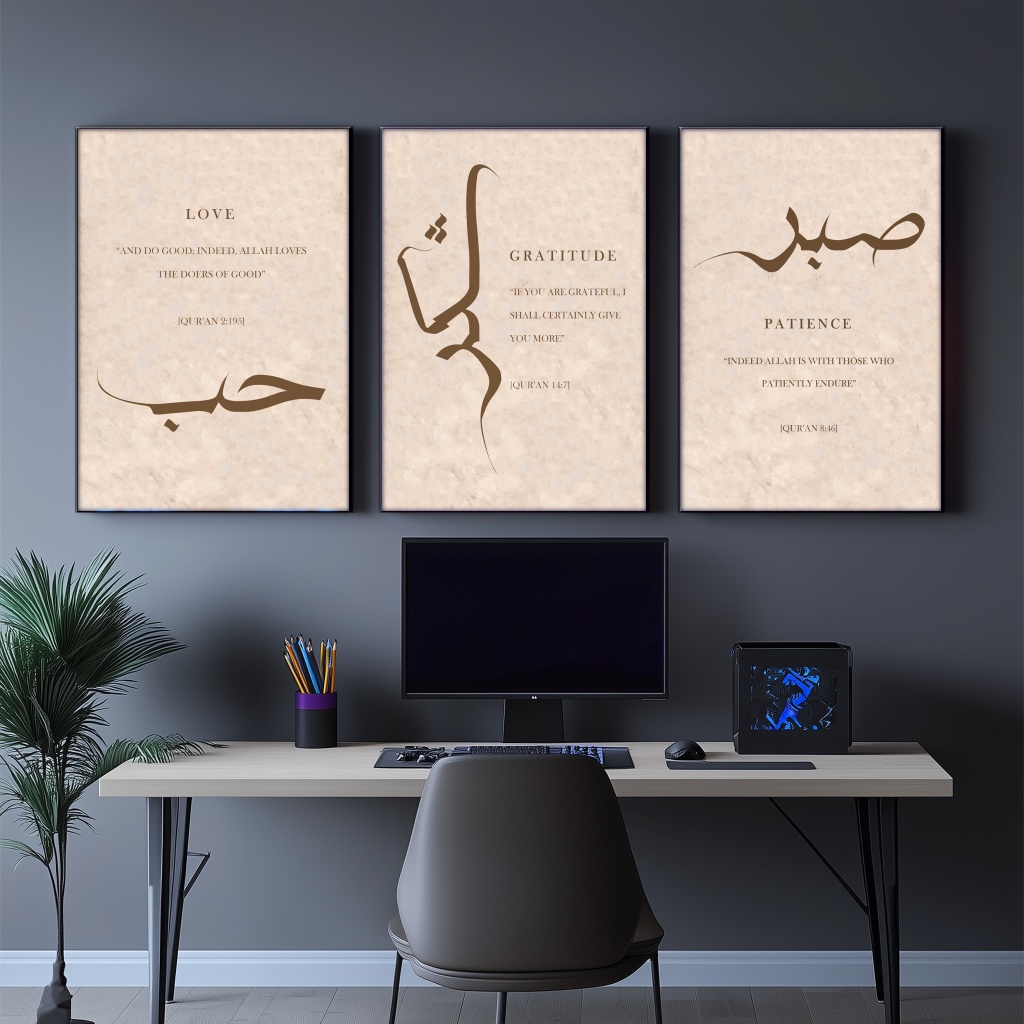 LOVE
“AND DO GOOD; INDEED, ALLAH LOVES
THE DOERS OF GOOD”
[QUR'AN 2:195]
حب
شكر
GRATITUDE
“IF YOU ARE GRATEFUL, I
SHALL CERTAINLY GIVE
YOU MORE”
[QUR'AN 14:7]
صبر
PATIENCE
“INDEED ALLAH IS WITH THOSE WHO
PATIENTLY ENDURE”
[QUR'AN 8:46]